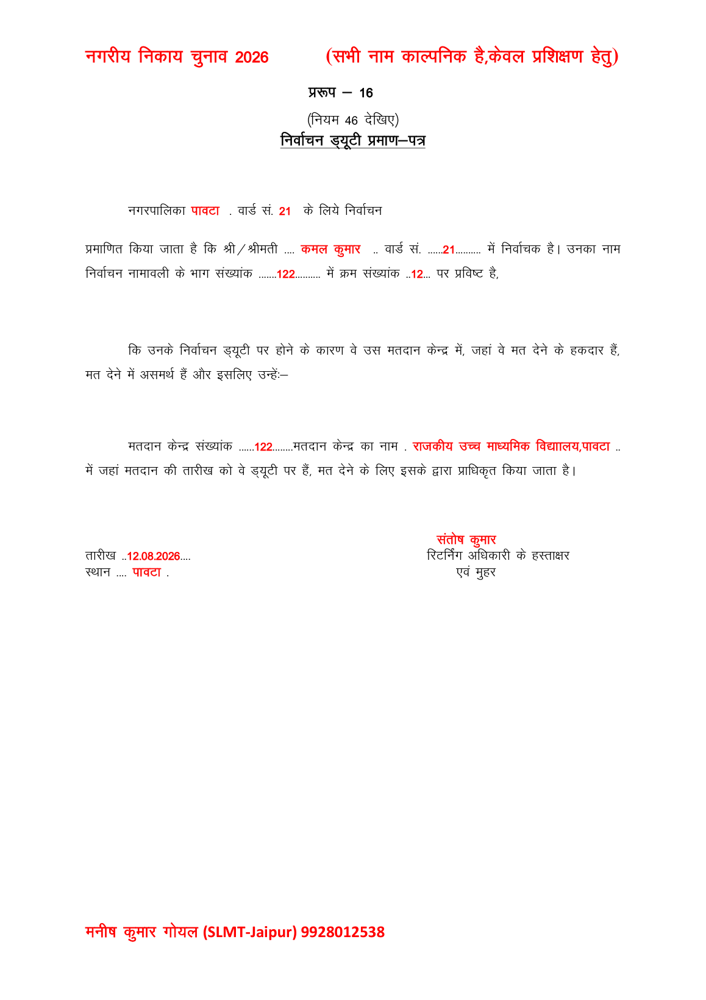 नगरीय निकाय चुनाव 2026 (सभी नाम काल्पनिक है,केवल प्रशिक्षण हेतु)
प्ररूप – 16
(नियम 46 देखिए)
निर्वाचन ड्यूटी प्रमाण–पत्र
नगरपालिका पावटा . वार्ड सं. 21 के लिये निर्वाचन
प्रमाणित किया जाता है कि श्री/श्रीमती .... कमल कुमार .. वार्ड सं. ......21.......... में निर्वाचक है। उनका नाम
निर्वाचन नामावली के भाग संख्यांक .......122.......... में क्रम संख्यांक ..12... पर प्रविष्ट है,
कि उनके निर्वाचन ड्यूटी पर होने के कारण वे उस मतदान केन्द्र में, जहां वे मत देने के हकदार हैं,
मत देने में असमर्थ हैं और इसलिए उन्हेंः–
मतदान केन्द्र संख्यांक ......122........मतदान केन्द्र का नाम . राजकीय उच्च माध्यमिक विद्याालय,पावटा ..
में जहां मतदान की तारीख को वे ड्यूटी पर हैं, मत देने के लिए इसके द्वारा प्राधिकृत किया जाता है।
संतोष कुमार
तारीख ..12.08.2026.... रिटर्निंग अधिकारी के हस्ताक्षर
स्थान .... पावटा . एवं मुहर
मनीष कुमार गोयल (SLMT-Jaipur) 9928012538